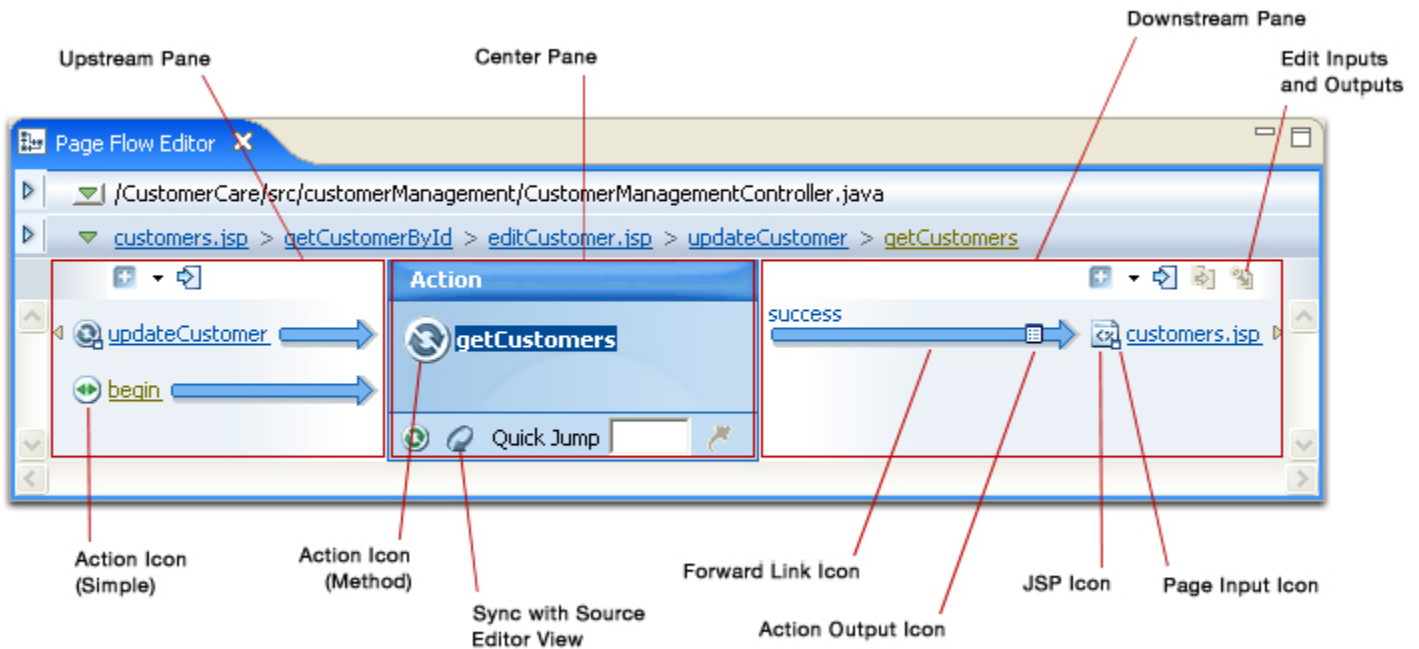 Downstream Pane
Upstream Pane
Center Pane
Edit Inputs
and Outputs
Page Flow Editor
/CustomerCare/src/customerManagement/CustomerManagementController.java
customers.jsp > getCustomerById > editCustomer.jsp > updateCustomer > getCustomers
Action
updateCustomer
getCustomers
success
customers.jsp
begin
Quick Jump
Action Icon
(Simple)
Action Icon
(Method)
Sync with Source
Editor View
Forward Link Icon
Action Output Icon
JSP Icon
Page Input Icon